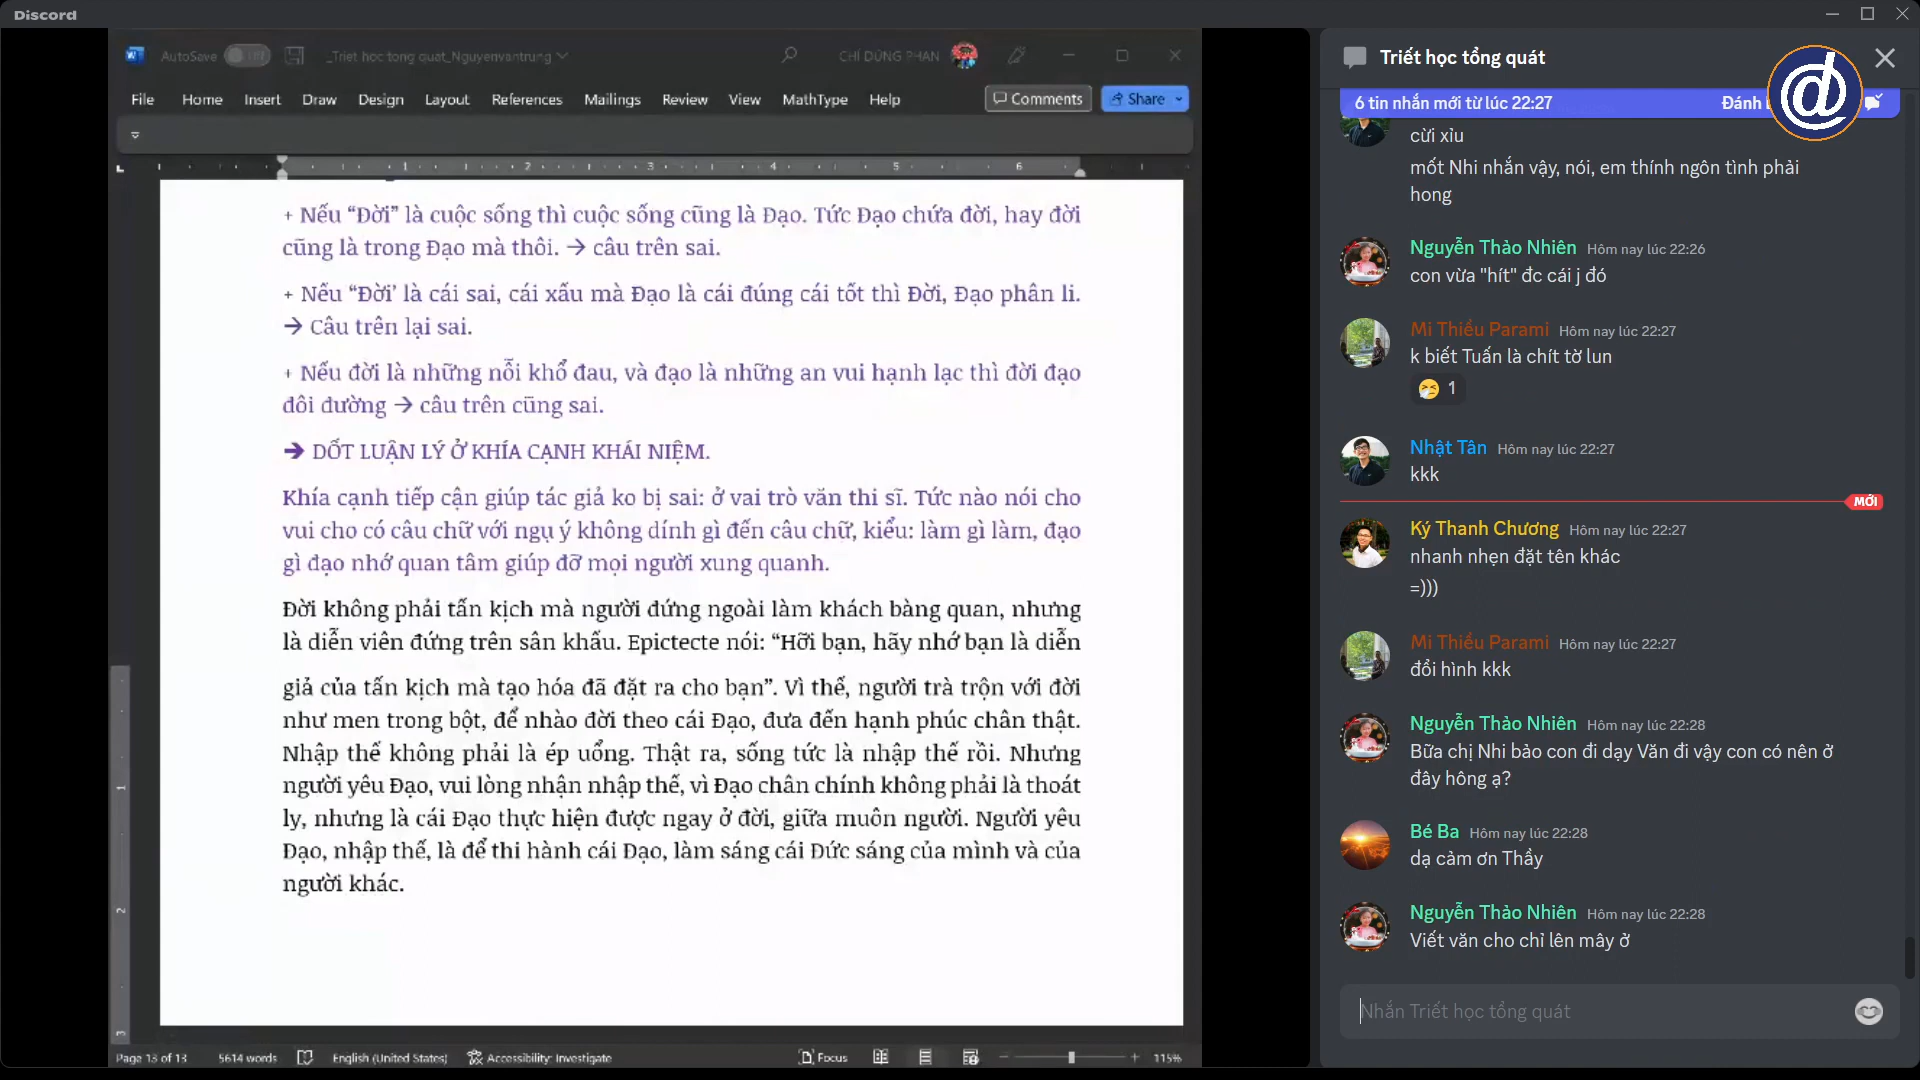 Discord
AutoSave Off
_Triet hoc tong quat_Nguyenvantrung
CHÍ DŨNG PHAN
File Home Insert Draw Design Layout References Mailings Review View MathType Help Comments Share
1 2 3 4 5 6
+ Nếu “Đời” là cuộc sống thì cuộc sống cũng là Đạo. Tức Đạo chứa đời, hay đời
cũng là trong Đạo mà thôi. → câu trên sai.
+ Nếu “Đời’ là cái sai, cái xấu mà Đạo là cái đúng cái tốt thì Đời, Đạo phân li.
→ Câu trên lại sai.
+ Nếu đời là những nỗi khổ đau, và đạo là những an vui hạnh lạc thì đời đạo
đôi đường → câu trên cũng sai.
➔ DỐT LUẬN LÝ Ở KHÍA CẠNH KHÁI NIỆM.
Khía cạnh tiếp cận giúp tác giả ko bị sai: ở vai trò văn thi sĩ. Tức nào nói cho
vui cho có câu chữ với ngụ ý không dính gì đến câu chữ, kiểu: làm gì làm, đạo
gì đạo nhớ quan tâm giúp đỡ mọi người xung quanh.
Đời không phải tấn kịch mà người đứng ngoài làm khách bàng quan, nhưng
là diễn viên đứng trên sân khấu. Epictecte nói: “Hỡi bạn, hãy nhớ bạn là diễn
giả của tấn kịch mà tạo hóa đã đặt ra cho bạn”. Vì thế, người trà trộn với đời
như men trong bột, để nhào đời theo cái Đạo, đưa đến hạnh phúc chân thật.
Nhập thế không phải là ép uổng. Thật ra, sống tức là nhập thế rồi. Nhưng
người yêu Đạo, vui lòng nhận nhập thế, vì Đạo chân chính không phải là thoát
ly, nhưng là cái Đạo thực hiện được ngay ở đời, giữa muôn người. Người yêu
Đạo, nhập thế, là để thi hành cái Đạo, làm sáng cái Đức sáng của mình và của
người khác.
1
2
3
Page 13 of 13 5614 words English (United States) Accessibility: Investigate Focus 115%
Triết học tổng quát
6 tin nhắn mới từ lúc 22:27 Đánh
cừi xỉu
mốt Nhi nhắn vậy, nói, em thính ngôn tình phải
hong
Nguyễn Thảo Nhiên Hôm nay lúc 22:26
con vừa "hít" đc cái j đó
Mi Thiều Parami Hôm nay lúc 22:27
k biết Tuấn là chít tờ lun
1
Nhật Tân Hôm nay lúc 22:27
kkk
MỚI
Ký Thanh Chương Hôm nay lúc 22:27
nhanh nhẹn đặt tên khác
=)))
Mi Thiều Parami Hôm nay lúc 22:27
đổi hình kkk
Nguyễn Thảo Nhiên Hôm nay lúc 22:28
Bữa chị Nhi bảo con đi dạy Văn đi vậy con có nên ở
đây hông ạ?
Bé Ba Hôm nay lúc 22:28
dạ cảm ơn Thầy
Nguyễn Thảo Nhiên Hôm nay lúc 22:28
Viết văn cho chỉ lên mây ở
Nhắn Triết học tổng quát